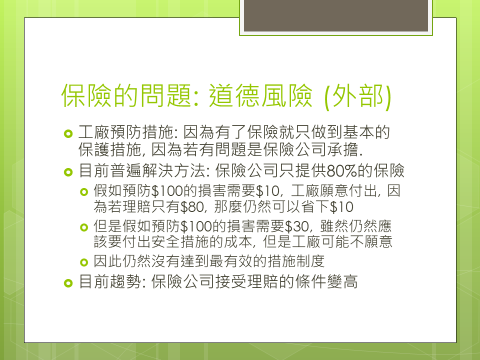 保險的問題: 道德風險 (外部)
工廠預防措施: 因為有了保險就只做到基本的
保護措施, 因為若有問題是保險公司承擔.
目前普遍解決方法: 保險公司只提供80%的保險
假如預防$100的損害需要$10, 工廠願意付出, 因
為若理賠只有$80, 那麼仍然可以省下$10
但是假如預防$100的損害需要$30, 雖然仍然應
該要付出安全措施的成本, 但是工廠可能不願意
因此仍然沒有達到最有效的措施制度
目前趨勢: 保險公司接受理賠的條件變高